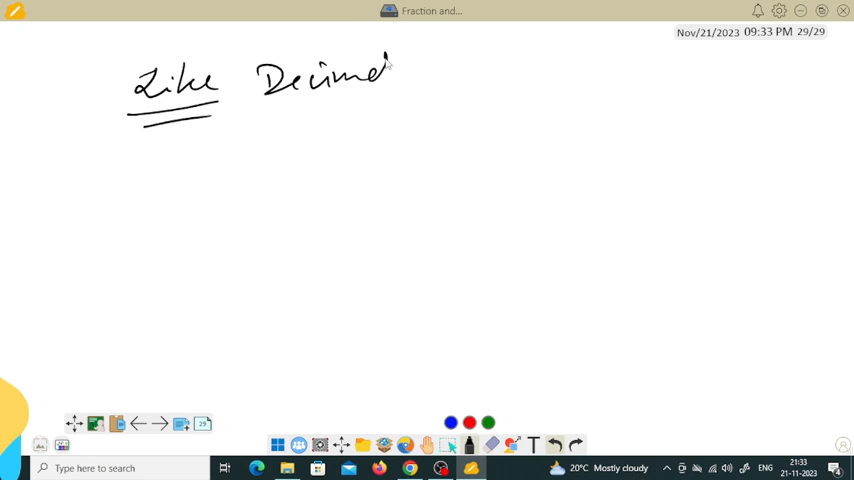 Fraction and...
Nov/21/2023 09:33 PM 29/29
Like Decimal
29
T
Type here to search
20°C Mostly cloudy
ENG
21:33
21-11-2023
4